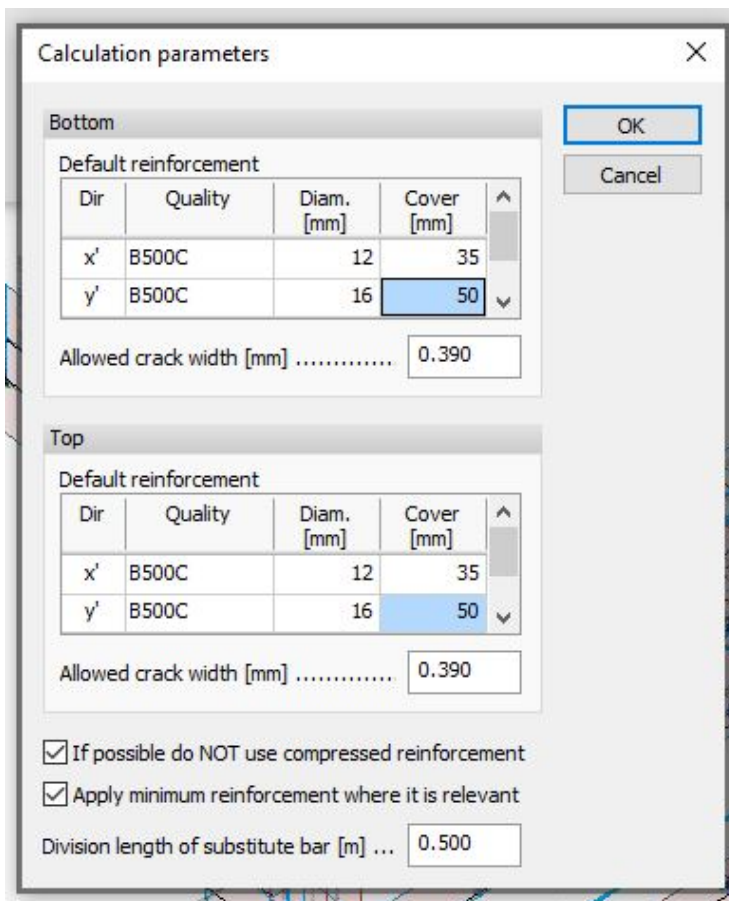 Calculation parameters
Bottom
OK
Default reinforcement
Cancel
Dir Quality Diam. [mm] Cover [mm]
x' B500C 12 35
y' B500C 16 50
Allowed crack width [mm] ............. 0.390
Top
Default reinforcement
Dir Quality Diam. [mm] Cover [mm]
x' B500C 12 35
y' B500C 16 50
Allowed crack width [mm] ............. 0.390
If possible do NOT use compressed reinforcement
Apply minimum reinforcement where it is relevant
Division length of substitute bar [m] ... 0.500